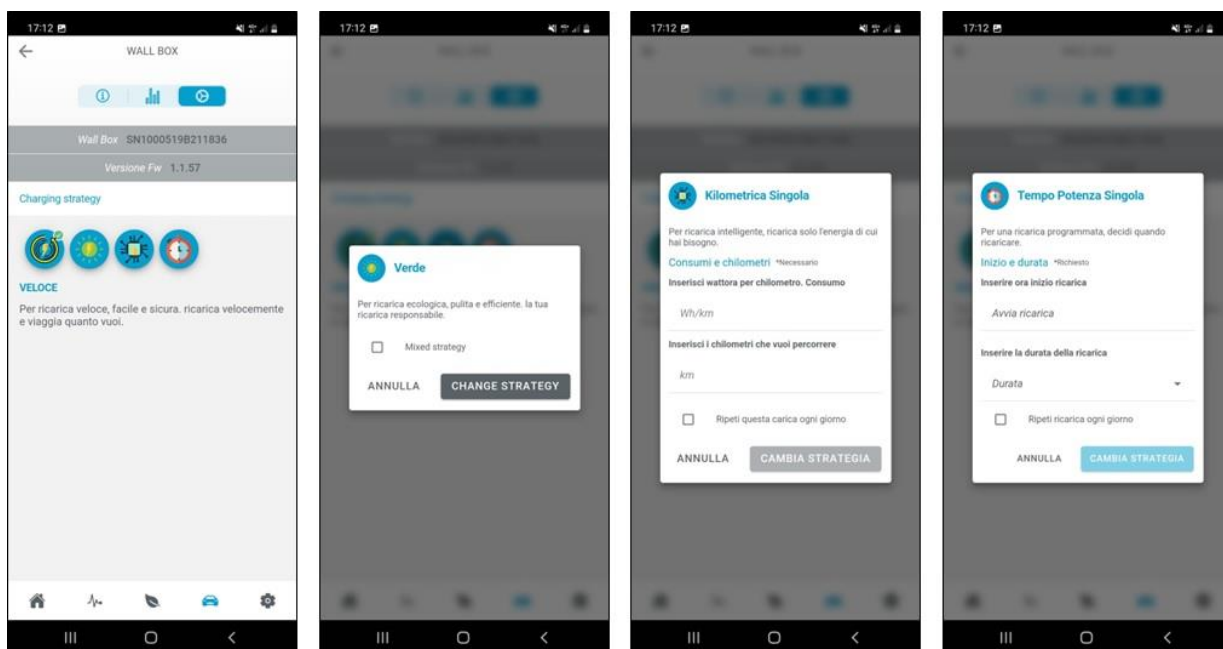 17:12
WALL BOX
Wall Box SN1000519B211836
Versione Fw 1.1.57
Charging strategy
VELOCE
Per ricarica veloce, facile e sicura. ricarica velocemente
e viaggia quanto vuoi.
17:12
Verde
Per ricarica ecologica, pulita e efficiente. la tua
ricarica responsabile.
Mixed strategy
ANNULLA CHANGE STRATEGY
17:12
Kilometrica Singola
Per ricarica intelligente, ricarica solo l'energia di cui
hai bisogno.
Consumi e chilometri *Necessario
Inserisci wattora per chilometro. Consumo
Wh/km
Inserisci i chilometri che vuoi percorrere
km
Ripeti questa carica ogni giorno
ANNULLA CAMBIA STRATEGIA
17:12
Tempo Potenza Singola
Per una ricarica programmata, decidi quando
ricaricare.
Inizio e durata *Richiesto
Inserire ora inizio ricarica
Avvia ricarica
Inserire la durata della ricarica
Durata
Ripeti ricarica ogni giorno
ANNULLA CAMBIA STRATEGIA